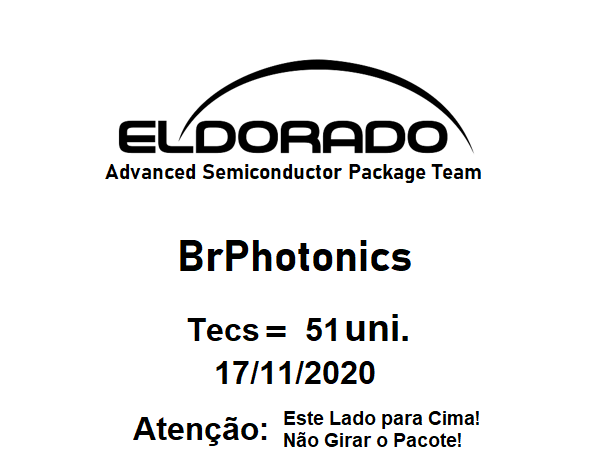 ELDORADO
Advanced Semiconductor Package Team
BrPhotonics
Tecs = 51 uni.
17/11/2020
Atenção: Este Lado para Cima!
Não Girar o Pacote!